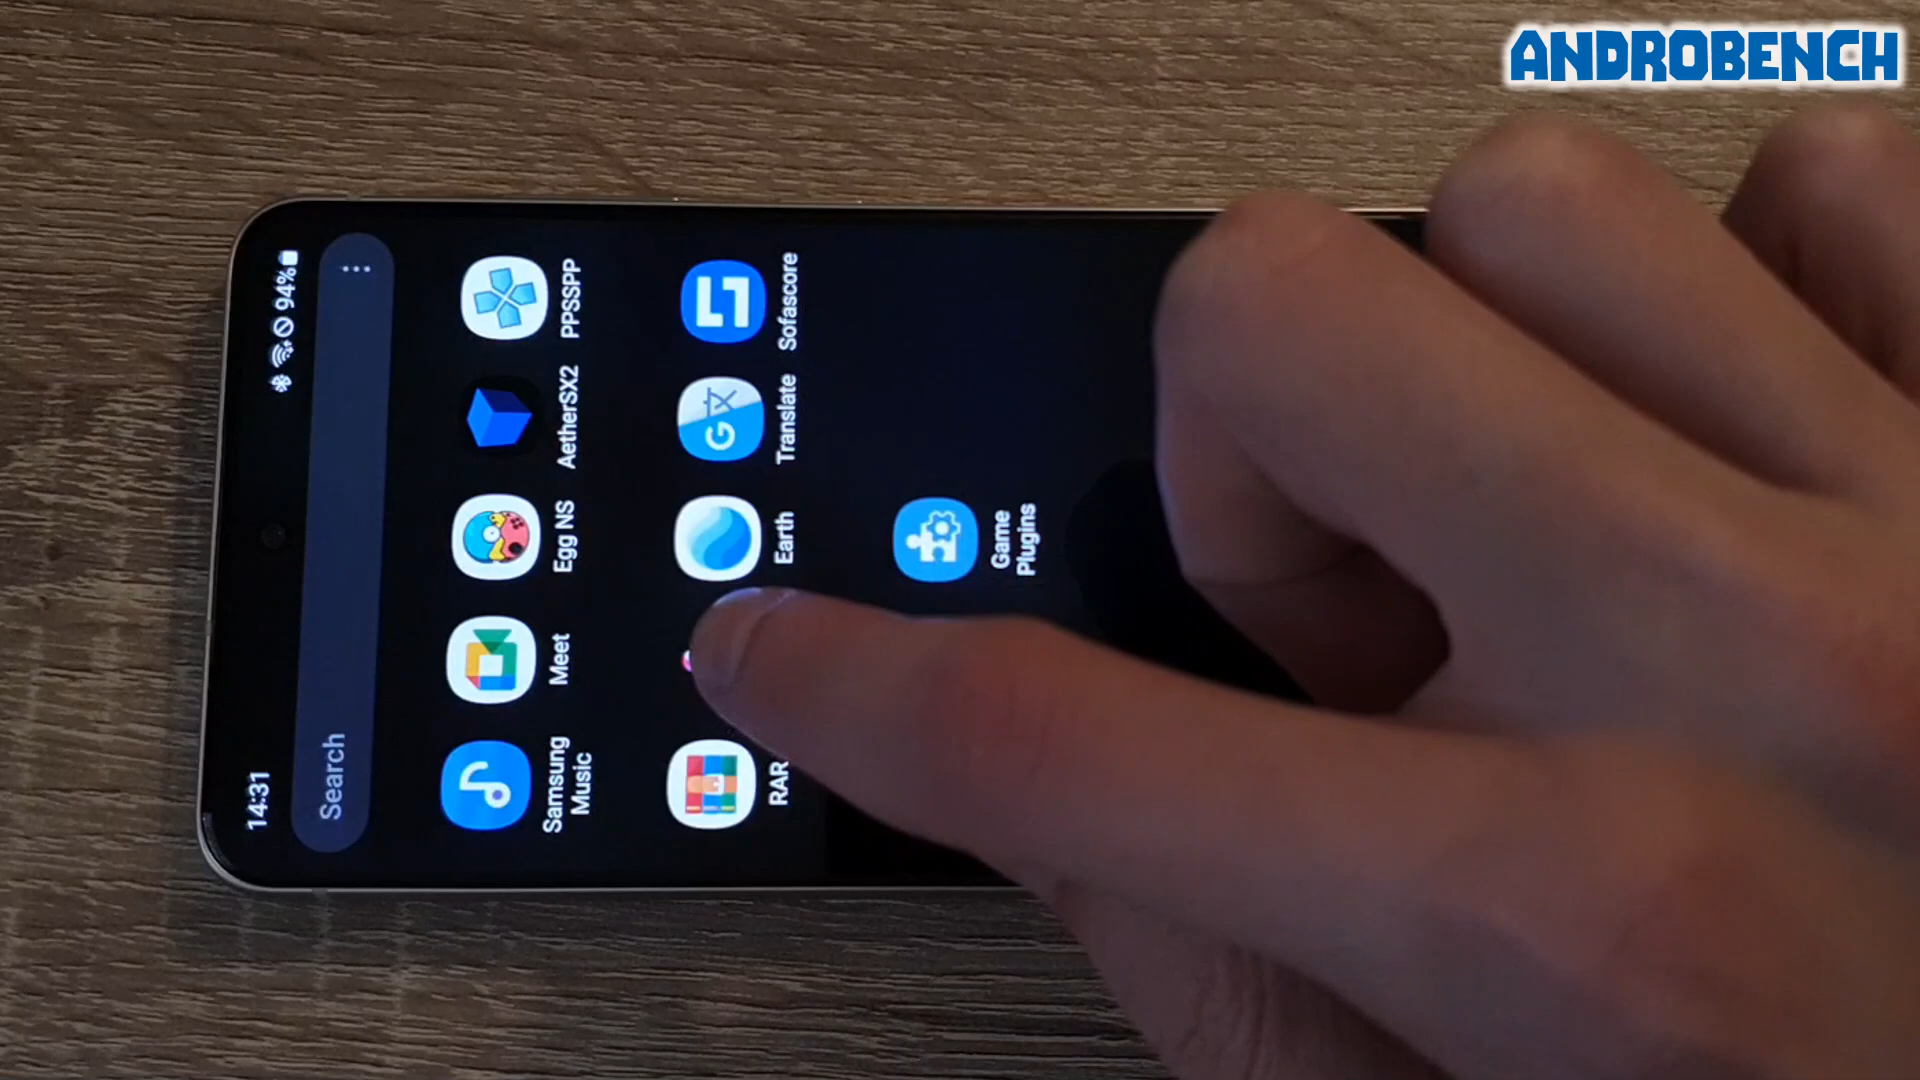 ANDROBENCH
14:31
94%
Search
Samsung
Music
Meet
Egg NS
AetherSX2
PPSSPP
RAR
Earth
Translate
Sofascore
Game
Plugins